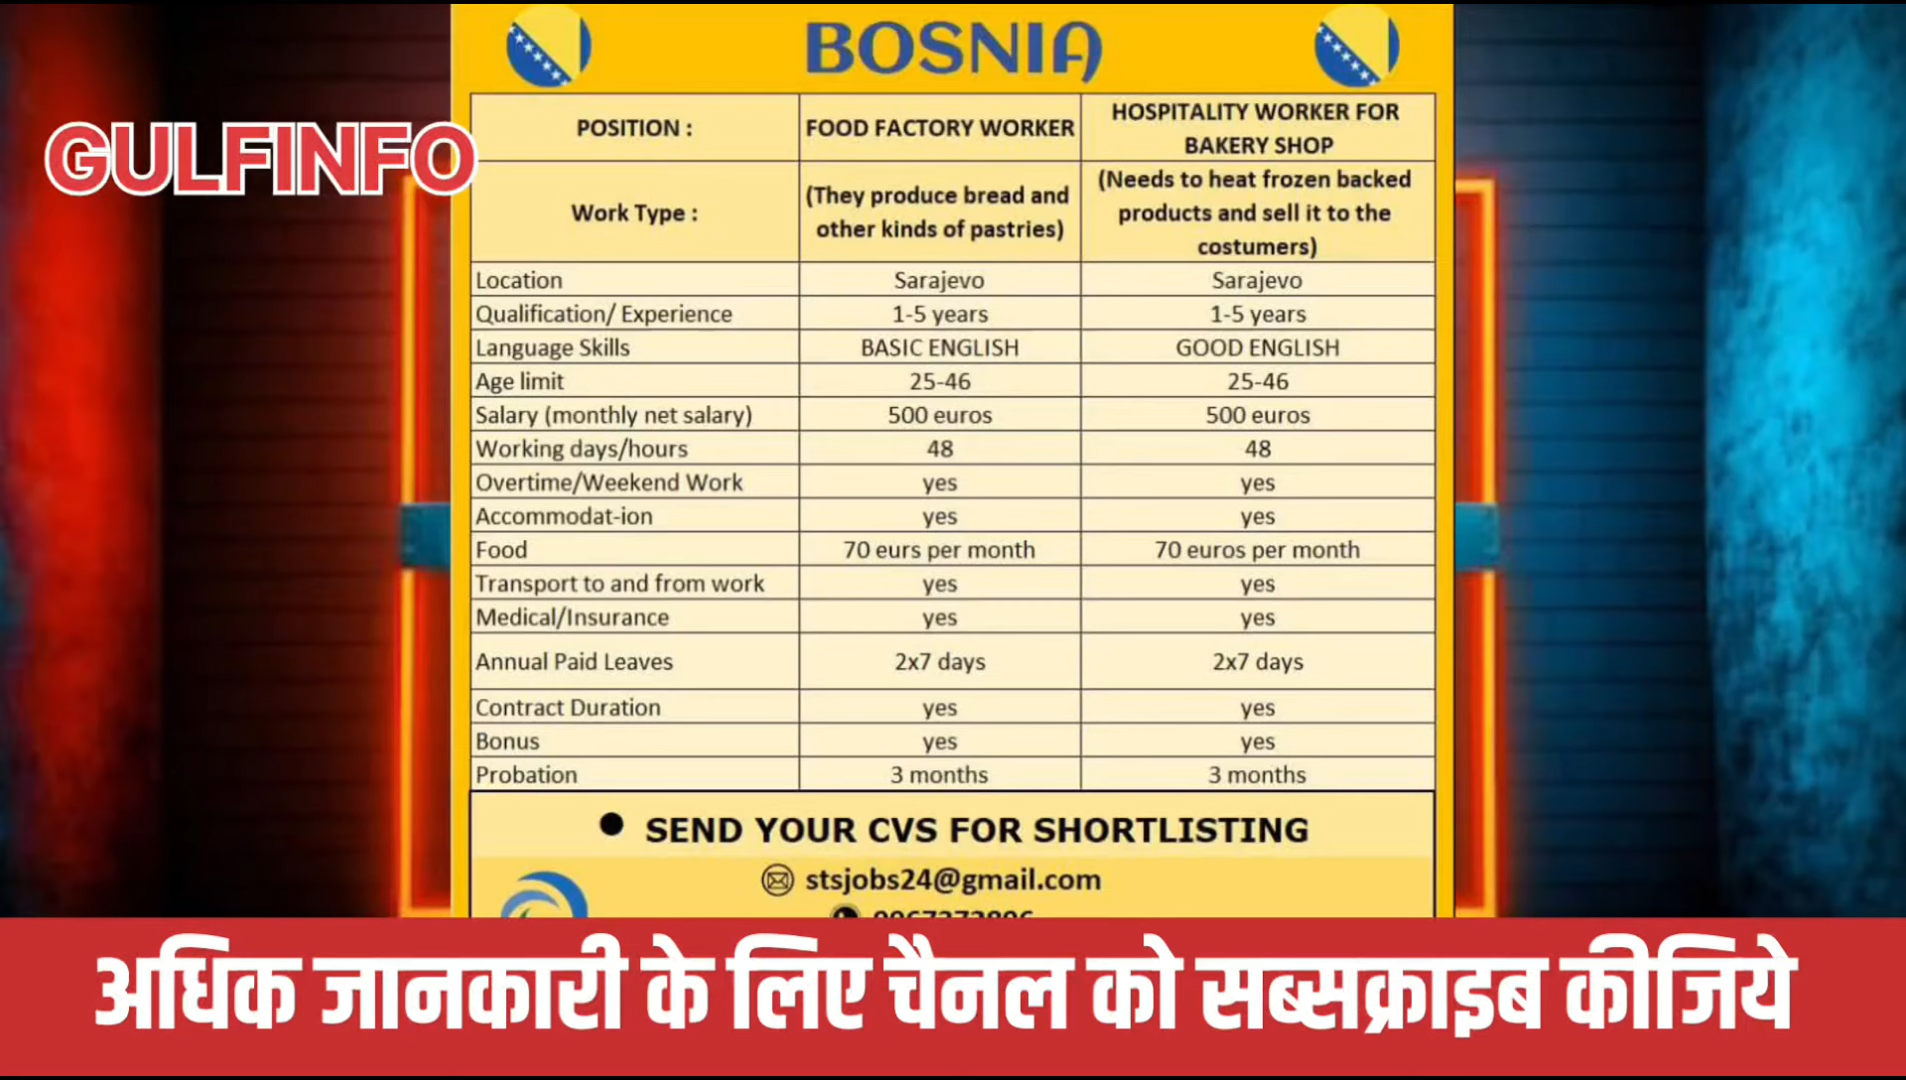 BOSNIA
GULFINFO
POSITION : FOOD FACTORY WORKER HOSPITALITY WORKER FOR BAKERY SHOP
Work Type : (They produce bread and other kinds of pastries) (Needs to heat frozen backed products and sell it to the costumers)
Location Sarajevo Sarajevo
Qualification/ Experience 1-5 years 1-5 years
Language Skills BASIC ENGLISH GOOD ENGLISH
Age limit 25-46 25-46
Salary (monthly net salary) 500 euros 500 euros
Working days/hours 48 48
Overtime/Weekend Work yes yes
Accommodat-ion yes yes
Food 70 eurs per month 70 euros per month
Transport to and from work yes yes
Medical/Insurance yes yes
Annual Paid Leaves 2x7 days 2x7 days
Contract Duration yes yes
Bonus yes yes
Probation 3 months 3 months
● SEND YOUR CVS FOR SHORTLISTING
stsjobs24@gmail.com
अधिक जानकारी के लिए चैनल को सब्सक्राइब कीजिये